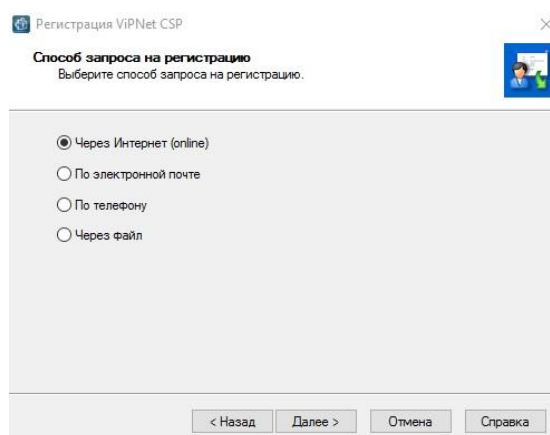 Регистрация ViPNet CSP
Способ запроса на регистрацию
Выберите способ запроса на регистрацию.
Через Интернет (online)
По электронной почте
По телефону
Через файл
< Назад Далее > Отмена Справка